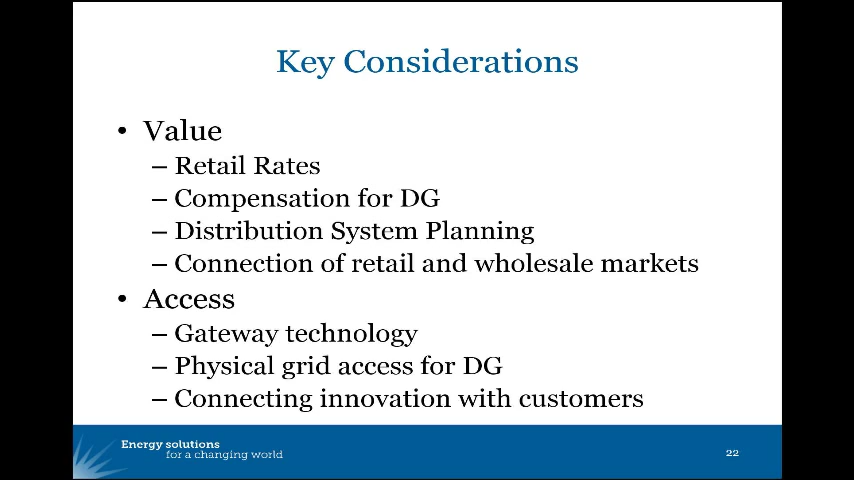 Key Considerations
• Value
– Retail Rates
– Compensation for DG
– Distribution System Planning
– Connection of retail and wholesale markets
• Access
– Gateway technology
– Physical grid access for DG
– Connecting innovation with customers
Energy solutions
for a changing world
22